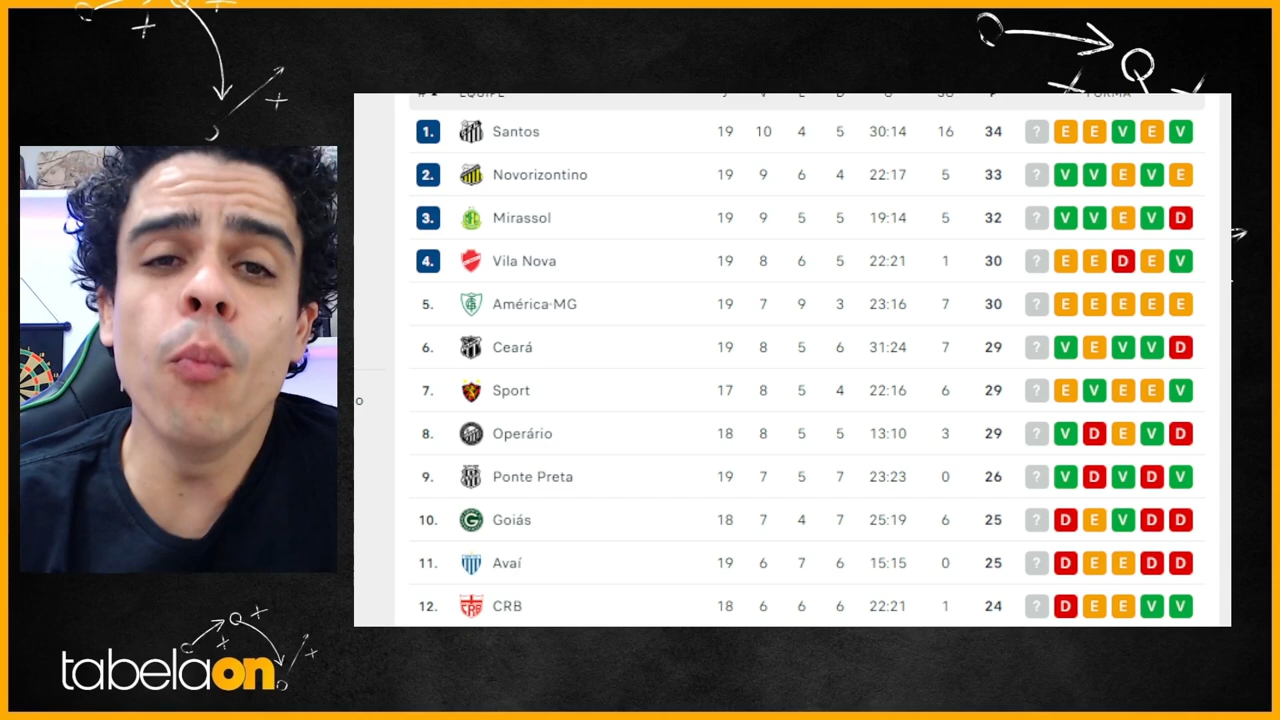 # EQUIPE J V E D G SG P FORMA
1. Santos 19 10 4 5 30:14 16 34 ? E E V E V
2. Novorizontino 19 9 6 4 22:17 5 33 ? V V E V E
3. Mirassol 19 9 5 5 19:14 5 32 ? V V E V D
4. Vila Nova 19 8 6 5 22:21 1 30 ? E E D E V
5. América-MG 19 7 9 3 23:16 7 30 ? E E E E E
6. Ceará 19 8 5 6 31:24 7 29 ? V E V V D
7. Sport 17 8 5 4 22:16 6 29 ? E V E E V
8. Operário 18 8 5 5 13:10 3 29 ? V D E V D
9. Ponte Preta 19 7 5 7 23:23 0 26 ? V D V D V
10. Goiás 18 7 4 7 25:19 6 25 ? D E V D D
11. Avaí 19 6 7 6 15:15 0 25 ? D E E D D
12. CRB 18 6 6 6 22:21 1 24 ? D E E V V
o
tabelaon